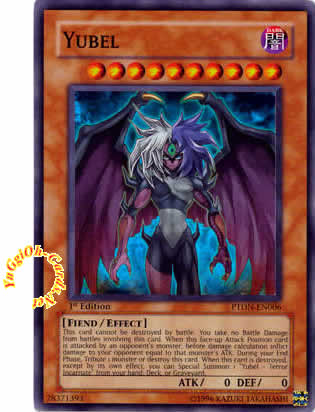 YUBEL
DARK
闇
YuGgiOh-Cards.Net
1st Edition
PTDN-EN006
[FIEND / EFFECT]
This card cannot be destroyed by battle. You take no Battle Damage
from battles involving this card. When this face-up Attack Position card
is attacked by an opponent's monster, before damage calculation inflict
damage to your opponent equal to that monster's ATK. During your End
Phase, Tribute 1 monster or destroy this card. When this card is destroyed,
except by its own effect, you can Special Summon 1 "Yubel - Terror
Incarnate" from your hand, Deck, or Graveyard.
ATK / 0 DEF / 0
78371393
©1996 KAZUKI TAKAHASHI